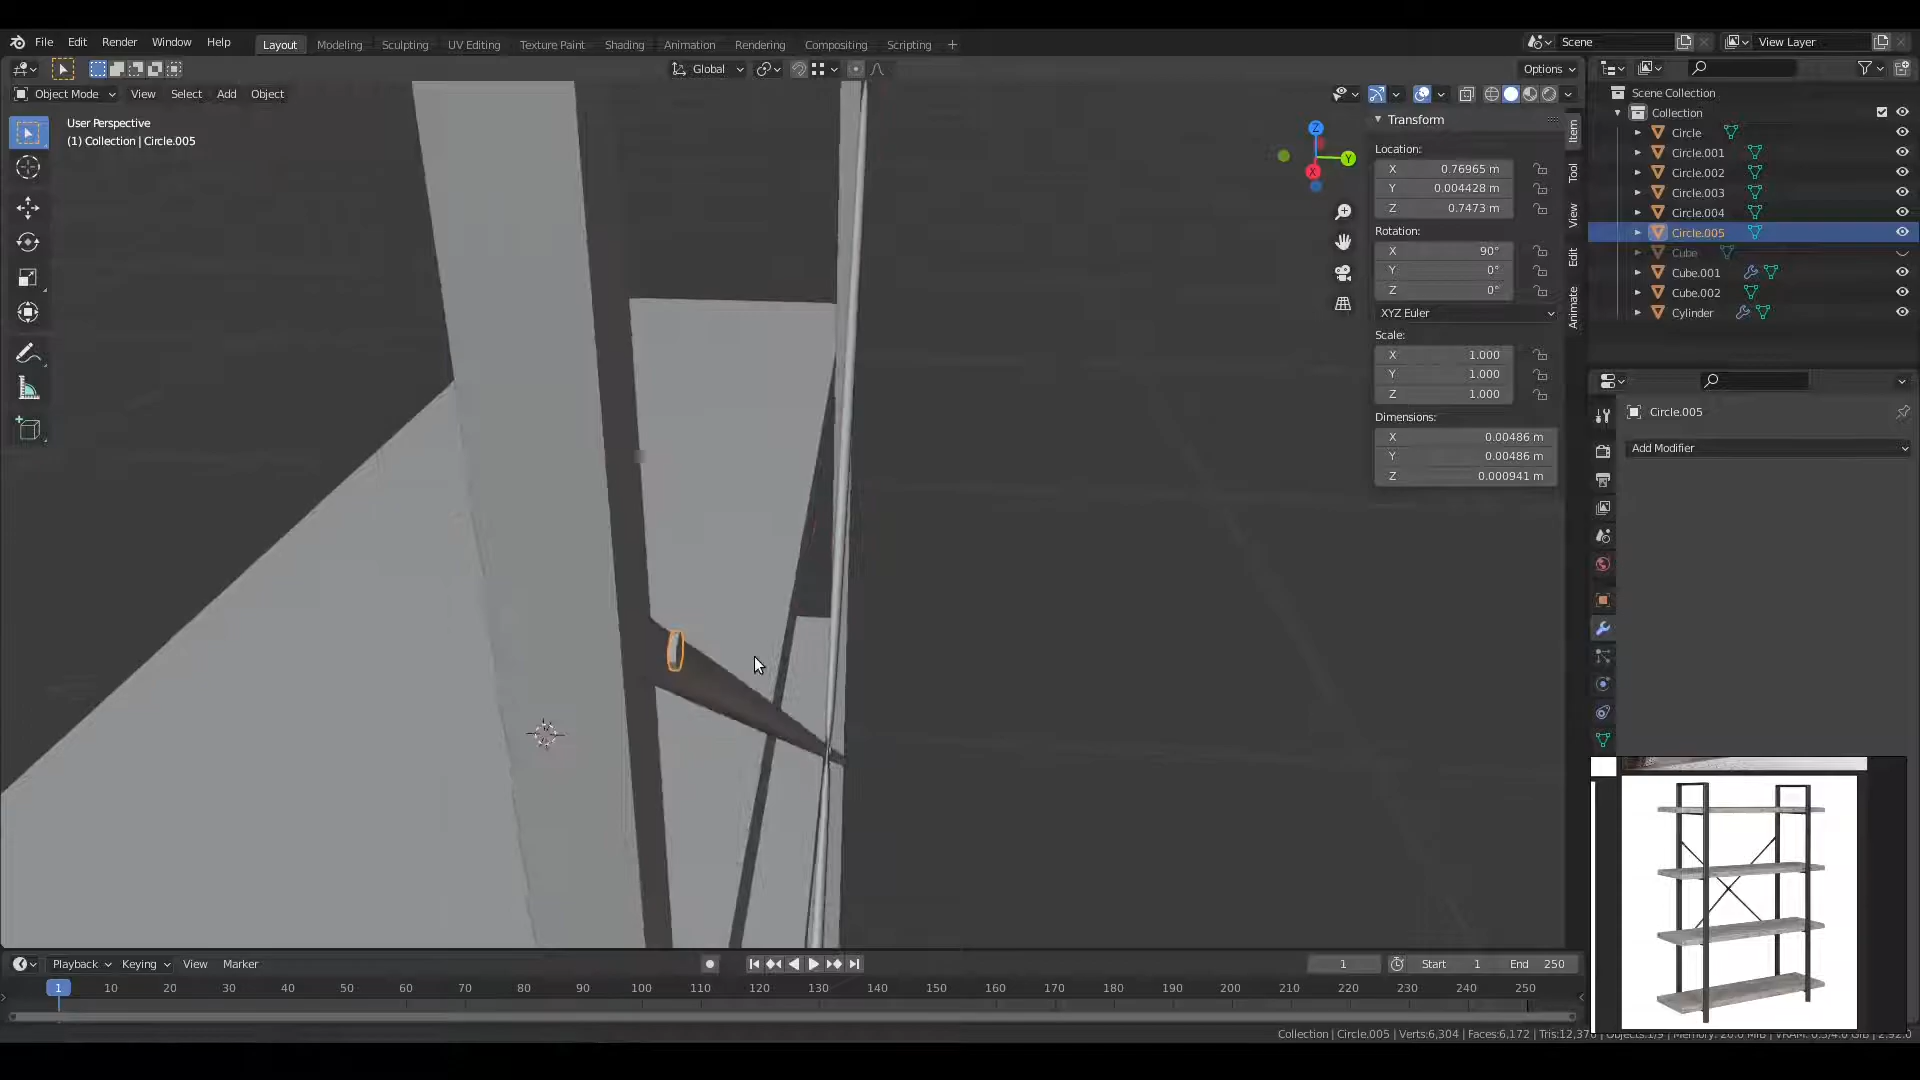 File Edit Render Window Help
Layout Modeling Sculpting UV Editing Texture Paint Shading Animation Rendering Compositing Scripting +
Scene
View Layer
Global
Options
Object Mode View Select Add Object
User Perspective
(1) Collection | Circle.005
Z
Y
X
Transform
Location:
X 0.76965 m
Y 0.004428 m
Z 0.7473 m
Rotation:
X 90°
Y 0°
Z 0°
XYZ Euler
Scale:
X 1.000
Y 1.000
Z 1.000
Dimensions:
X 0.00486 m
Y 0.00486 m
Z 0.000941 m
Item
Tool
View
Edit
Animate
Scene Collection
Collection
Circle
Circle.001
Circle.002
Circle.003
Circle.004
Circle.005
Cube
Cube.001
Cube.002
Cylinder
Circle.005
Add Modifier
Playback Keying View Marker
1
Start 1
End 250
1 10 20 30 40 50 60 70 80 90 100 110 120 130 140 150 160 170 180 190 200 210 220 230 240 250
Collection | Circle.005 | Verts:6,304 | Faces:6,172 | Tris:12,37